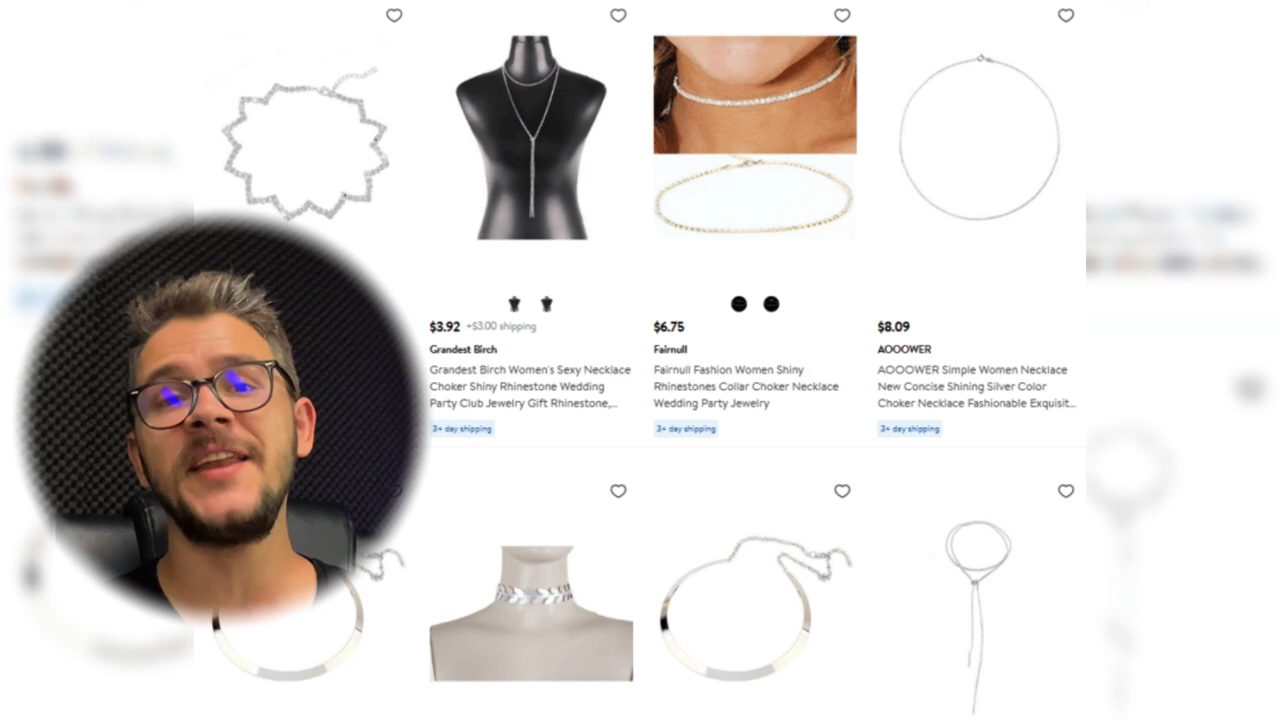 $3.92 +$3.00 shipping
Grandest Birch
Grandest Birch Women's Sexy Necklace
Choker Shiny Rhinestone Wedding
Party Club Jewelry Gift Rhinestone,...
3+ day shipping
$6.75
Fairnull
Fairnull Fashion Women Shiny
Rhinestones Collar Choker Necklace
Wedding Party Jewelry
3+ day shipping
$8.09
AOOOWER
AOOOWER Simple Women Necklace
New Concise Shining Silver Color
Choker Necklace Fashionable Exquisit...
3+ day shipping